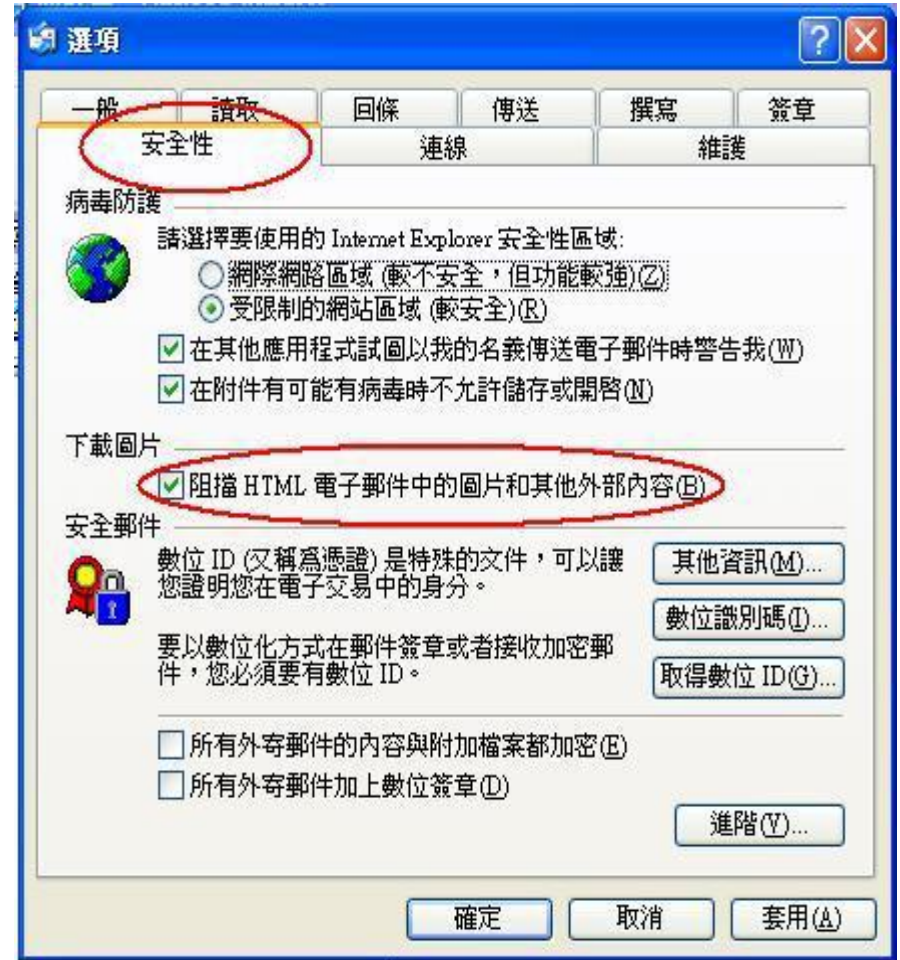 選項
一般 讀取 回條 傳送 撰寫 簽章
安全性 連線 維護
病毒防護
請選擇要使用的 Internet Explorer 安全性區域:
網際網路區域 (較不安全，但功能較強)(Z)
受限制的網站區域 (較安全)(R)
在其他應用程式試圖以我的名義傳送電子郵件時警告我(W)
在附件有可能有病毒時不允許儲存或開啓(N)
下載圖片
阻擋 HTML 電子郵件中的圖片和其他外部內容(B)
安全郵件
數位 ID (又稱為憑證) 是特殊的文件，可以讓
您證明您在電子交易中的身分。
其他資訊(M)...
數位識別碼(I)...
要以數位化方式在郵件簽章或者接收加密郵
件，您必須要有數位 ID。
取得數位 ID(G)...
所有外寄郵件的內容與附加檔案都加密(E)
所有外寄郵件加上數位簽章(D)
進階(V)...
確定 取消 套用(A)